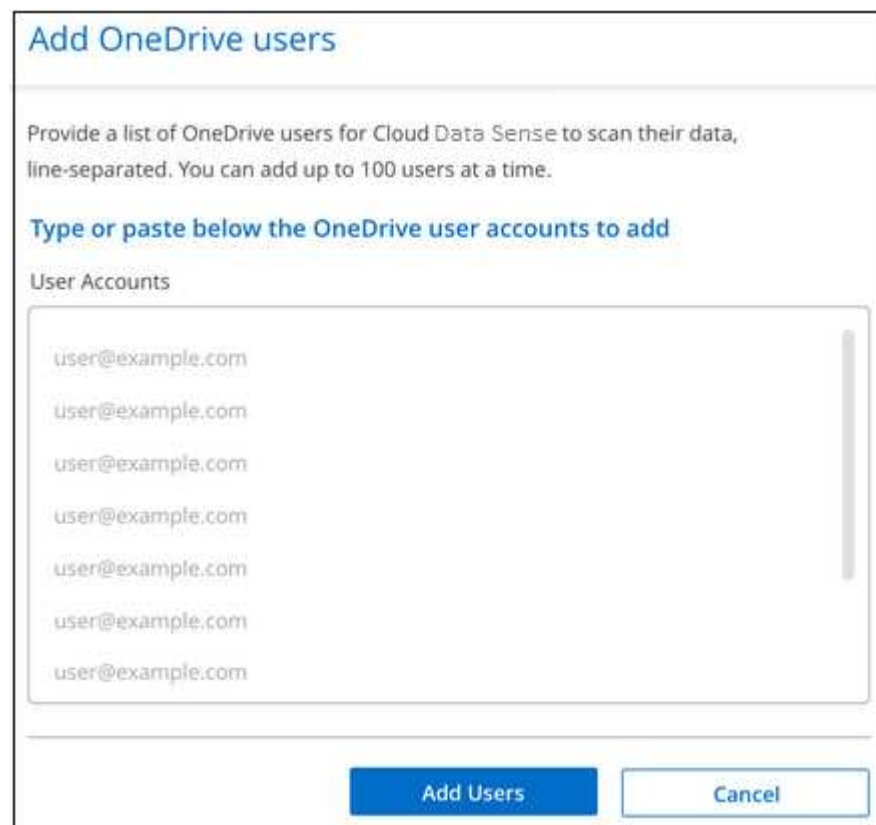 Add OneDrive users
Provide a list of OneDrive users for Cloud Data Sense to scan their data,
line-separated. You can add up to 100 users at a time.
Type or paste below the OneDrive user accounts to add
User Accounts
user@example.com
user@example.com
user@example.com
user@example.com
user@example.com
user@example.com
user@example.com
Add Users
Cancel